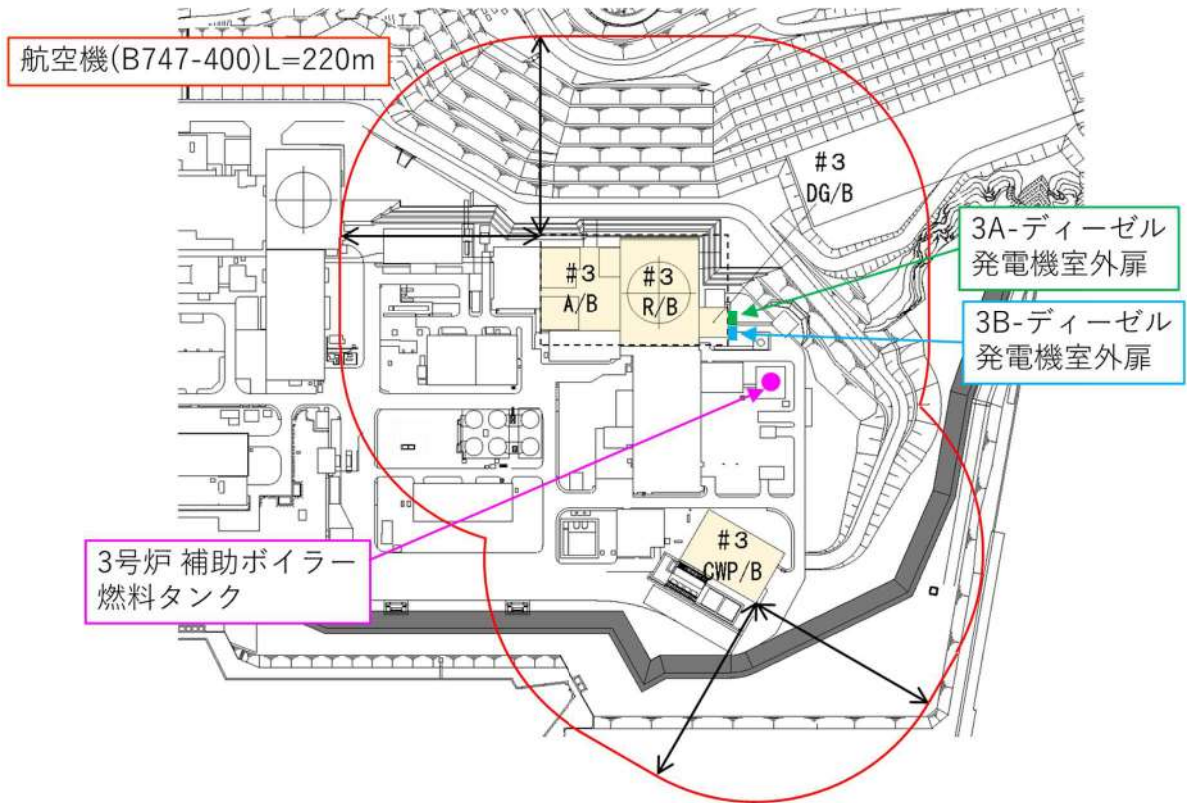 航空機(B747-400)L=220m
#3
DG/B
3A-ディーゼル
発電機室外扉
#3
A/B
#3
R/B
3B-ディーゼル
発電機室外扉
3号炉 補助ボイラー
燃料タンク
#3
CWP/B